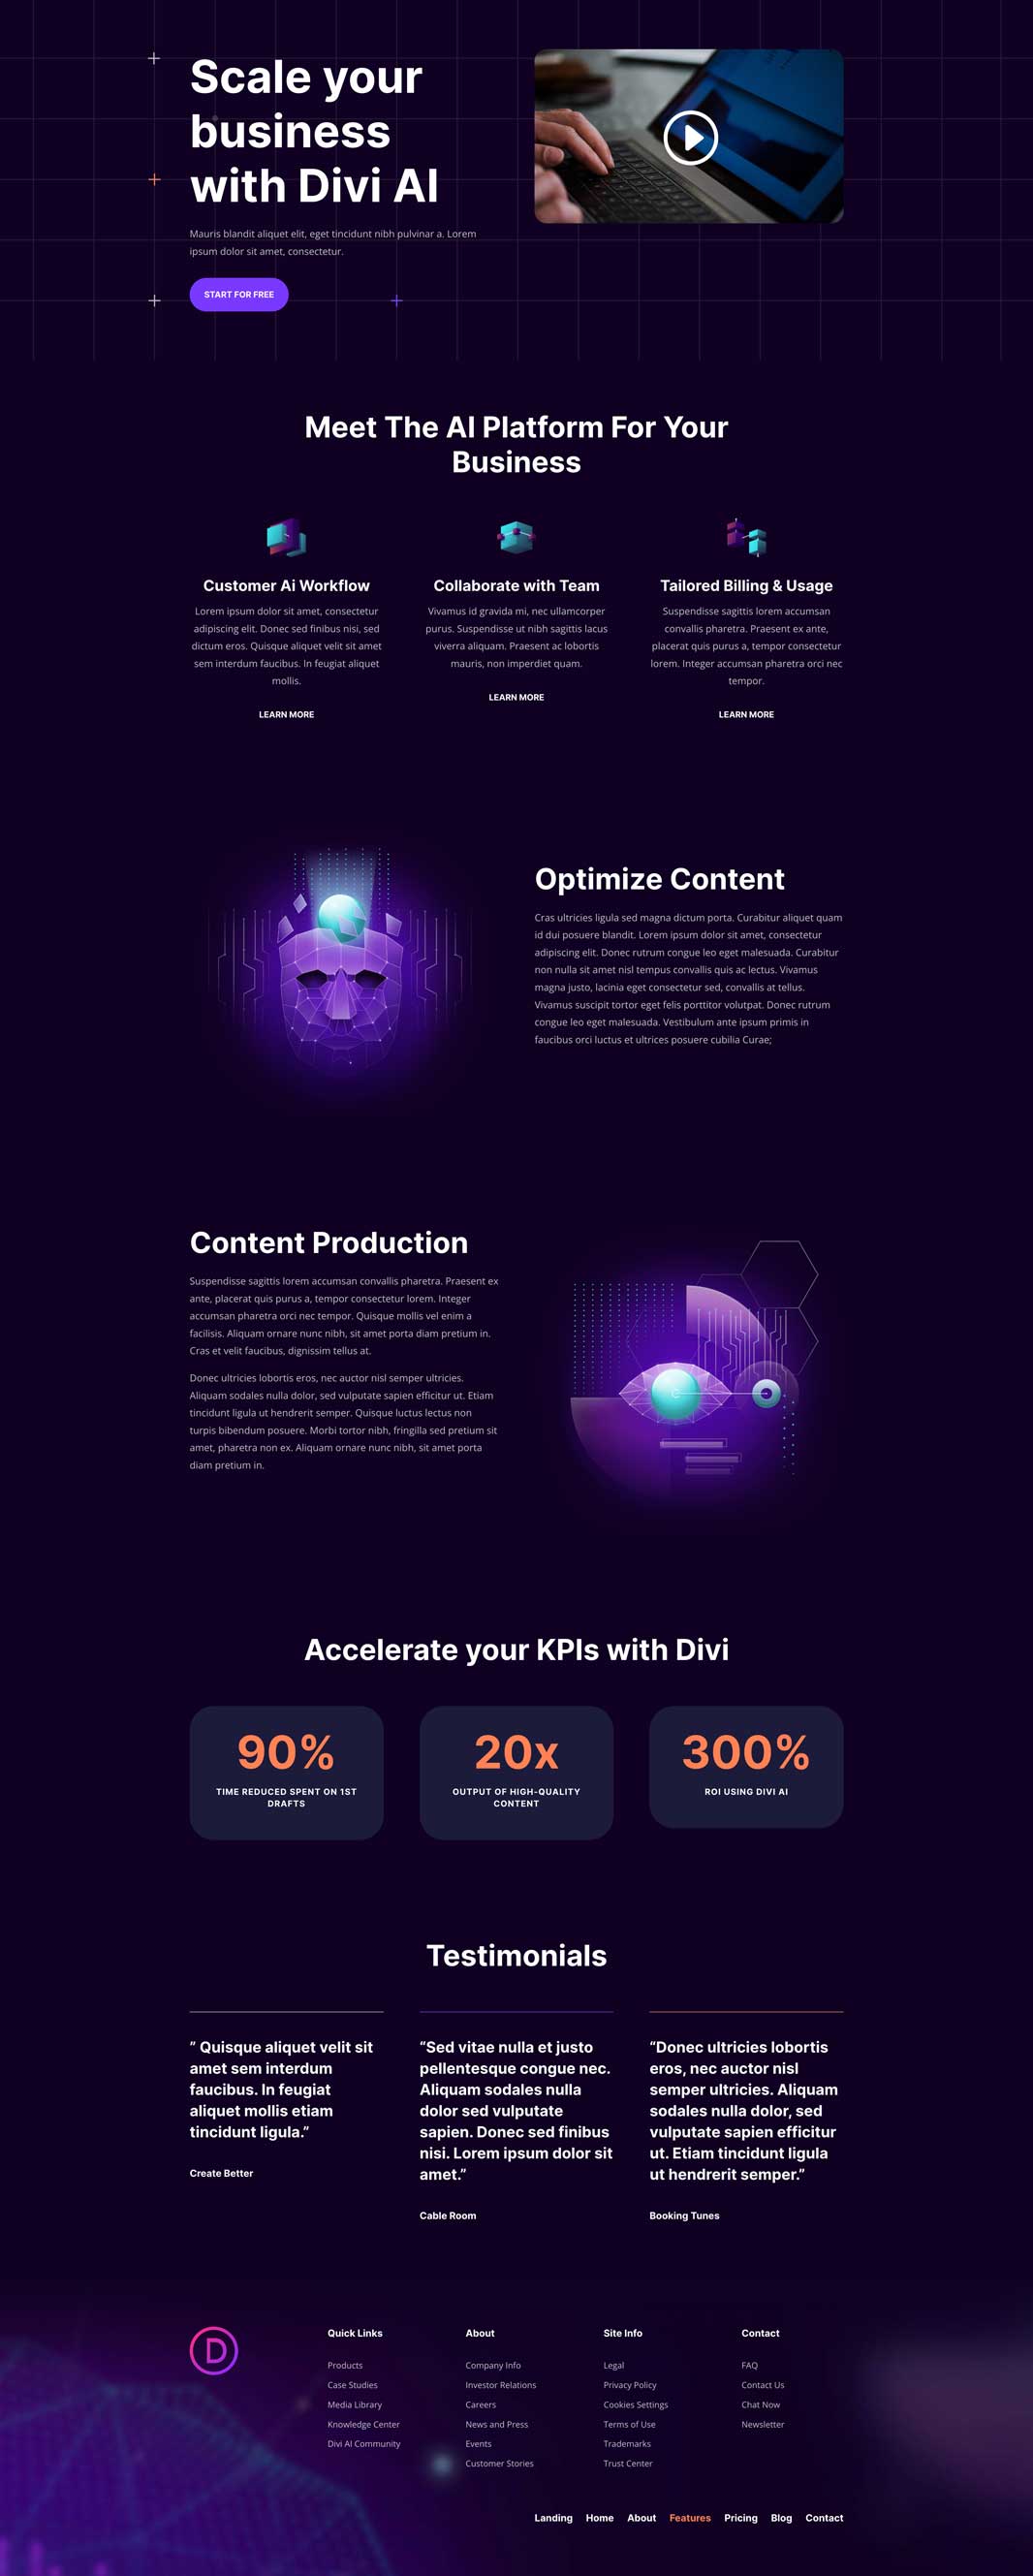 Scale your
business
with Divi AI
Mauris blandit aliquet elit, eget tincidunt nibh pulvinar a. Lorem
ipsum dolor sit amet, consectetur.
START FOR FREE
Meet The AI Platform For Your
Business
Customer Ai Workflow
Lorem ipsum dolor sit amet, consectetur
adipiscing elit. Donec sed finibus nisi, sed
dictum eros. Quisque aliquet velit sit amet
sem interdum faucibus. In feugiat aliquet
mollis.
LEARN MORE
Collaborate with Team
Vivamus id gravida mi, nec ullamcorper
purus. Suspendisse ut nibh sagittis lacus
viverra aliquam. Praesent ac lobortis
mauris, non imperdiet quam.
LEARN MORE
Tailored Billing & Usage
Suspendisse sagittis lorem accumsan
convallis pharetra. Praesent ex ante,
placerat quis purus a, tempor consectetur
lorem. Integer accumsan pharetra orci nec
tempor.
LEARN MORE
Optimize Content
Cras ultricies ligula sed magna dictum porta. Curabitur aliquet quam
id dui posuere blandit. Lorem ipsum dolor sit amet, consectetur
adipiscing elit. Donec rutrum congue leo eget malesuada. Curabitur
non nulla sit amet nisl tempus convallis quis ac lectus. Vivamus
magna justo, lacinia eget consectetur sed, convallis at tellus.
Vivamus suscipit tortor eget felis porttitor volutpat. Donec rutrum
congue leo eget malesuada. Vestibulum ante ipsum primis in
faucibus orci luctus et ultrices posuere cubilia Curae;
Content Production
Suspendisse sagittis lorem accumsan convallis pharetra. Praesent ex
ante, placerat quis purus a, tempor consectetur lorem. Integer
accumsan pharetra orci nec tempor. Quisque mollis vel enim a
facilisis. Aliquam ornare nunc nibh, sit amet porta diam pretium in.
Cras et velit faucibus, dignissim tellus at.
Donec ultricies lobortis eros, nec auctor nisl semper ultricies.
Aliquam sodales nulla dolor, sed vulputate sapien efficitur ut. Etiam
tincidunt ligula ut hendrerit semper. Quisque luctus lectus non
turpis bibendum posuere. Morbi tortor nibh, fringilla sed pretium sit
amet, pharetra non ex. Aliquam ornare nunc nibh, sit amet porta
diam pretium in.
Accelerate your KPIs with Divi
90%
TIME REDUCED SPENT ON 1ST
DRAFTS
20x
OUTPUT OF HIGH-QUALITY
CONTENT
300%
ROI USING DIVI AI
Testimonials
” Quisque aliquet velit sit
amet sem interdum
faucibus. In feugiat
aliquet mollis etiam
tincidunt ligula.”
Create Better
“Sed vitae nulla et justo
pellentesque congue nec.
Aliquam sodales nulla
dolor sed vulputate
sapien. Donec sed finibus
nisi. Lorem ipsum dolor sit
amet.”
Cable Room
“Donec ultricies lobortis
eros, nec auctor nisl
semper ultricies. Aliquam
sodales nulla dolor, sed
vulputate sapien efficitur
ut. Etiam tincidunt ligula
ut hendrerit semper.”
Booking Tunes
D
Quick Links
Products
Case Studies
Media Library
Knowledge Center
Divi AI Community
About
Company Info
Investor Relations
Careers
News and Press
Events
Customer Stories
Site Info
Legal
Privacy Policy
Cookies Settings
Terms of Use
Trademarks
Trust Center
Contact
FAQ
Contact Us
Chat Now
Newsletter
Landing Home About Features Pricing Blog Contact